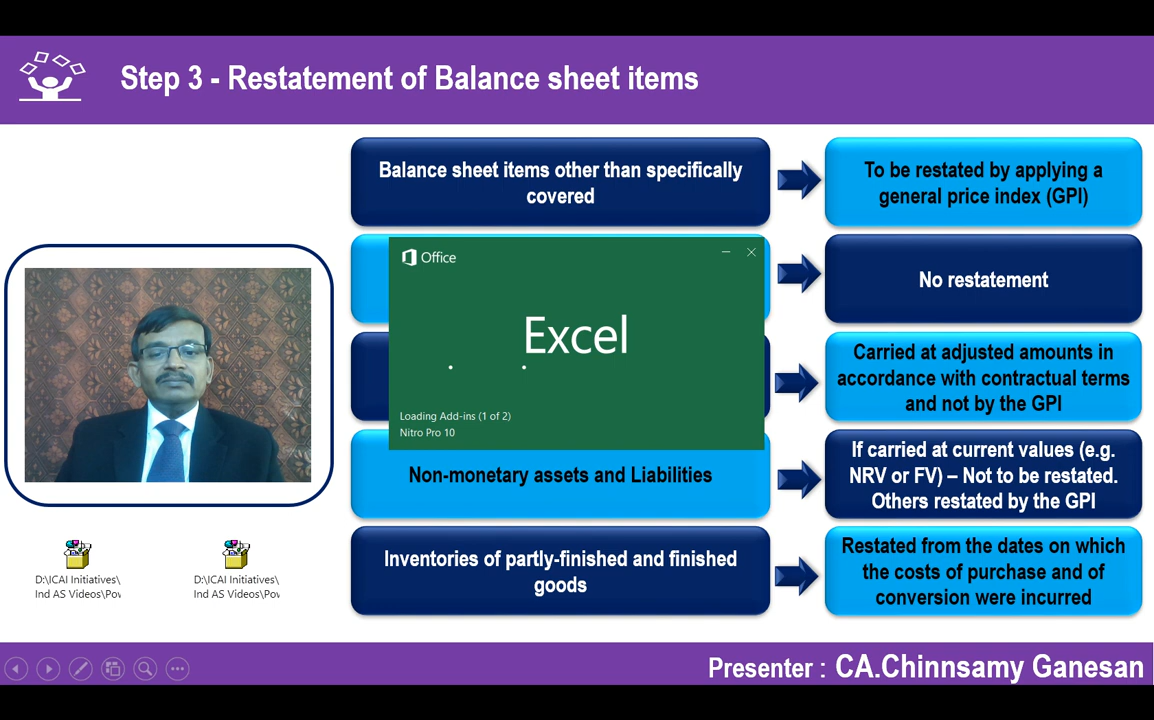 Step 3 - Restatement of Balance sheet items
Balance sheet items other than specifically
covered
To be restated by applying a
general price index (GPI)
Office
Excel
Loading Add-ins (1 of 2)
Nitro Pro 10
No restatement
Carried at adjusted amounts in
accordance with contractual terms
and not by the GPI
Non-monetary assets and Liabilities
If carried at current values (e.g.
NRV or FV) – Not to be restated.
Others restated by the GPI
Inventories of partly-finished and finished
goods
Restated from the dates on which
the costs of purchase and of
conversion were incurred
D:\ICAI Initiatives\
Ind AS Videos\Pov
D:\ICAI Initiatives\
Ind AS Videos\Pov
Presenter : CA.Chinnsamy Ganesan